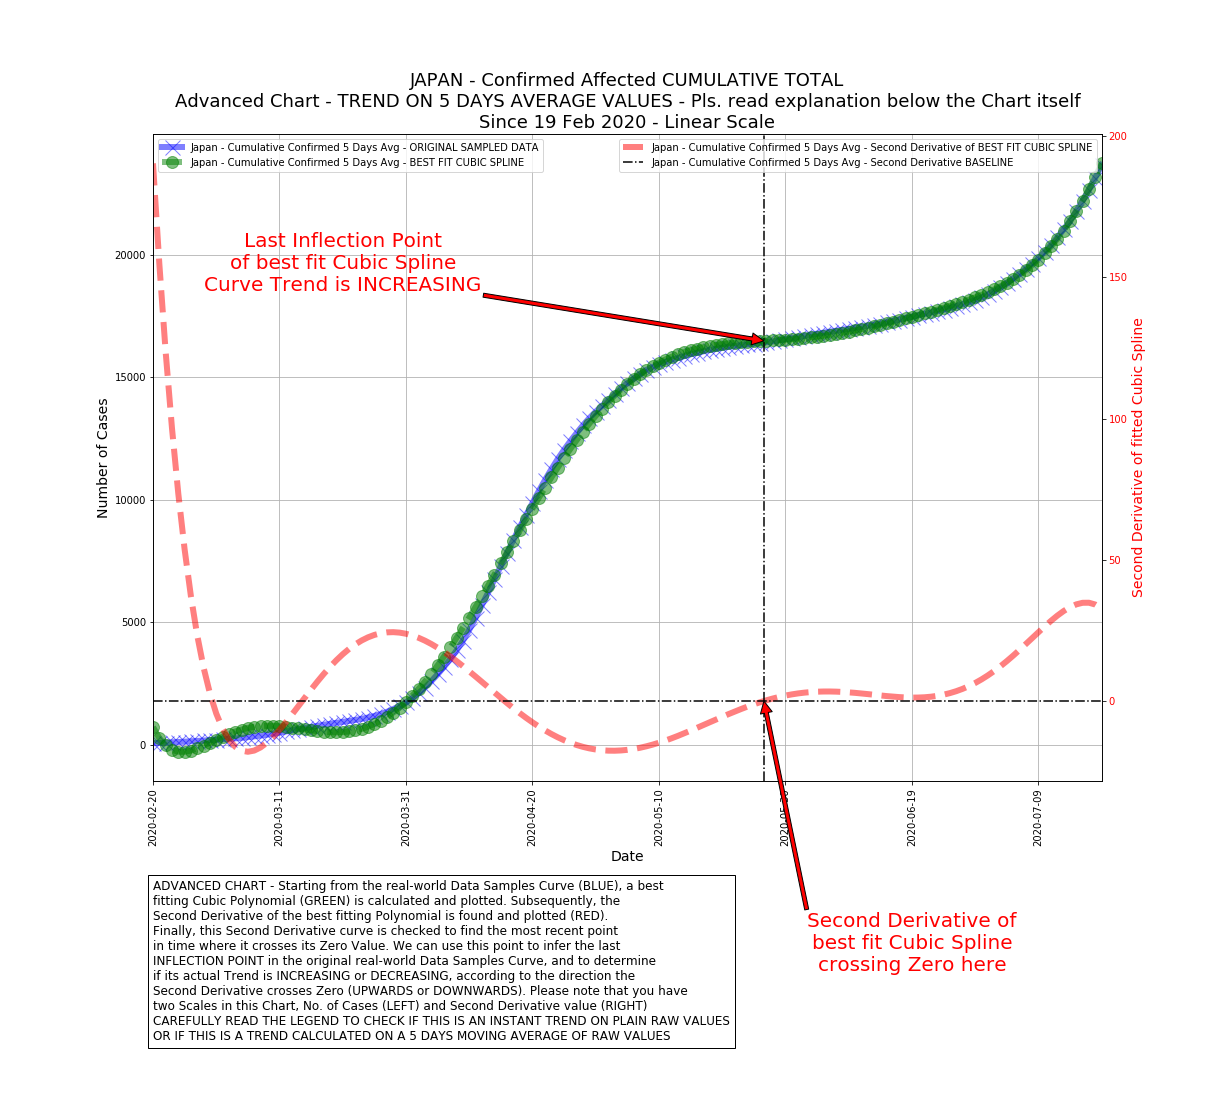 JAPAN - Confirmed Affected CUMULATIVE TOTAL
Advanced Chart - TREND ON 5 DAYS AVERAGE VALUES - Pls. read explanation below the Chart itself
Since 19 Feb 2020 - Linear Scale
Japan - Cumulative Confirmed 5 Days Avg - ORIGINAL SAMPLED DATA
Japan - Cumulative Confirmed 5 Days Avg - BEST FIT CUBIC SPLINE
Japan - Cumulative Confirmed 5 Days Avg - Second Derivative of BEST FIT CUBIC SPLINE
Japan - Cumulative Confirmed 5 Days Avg - Second Derivative BASELINE
Last Inflection Point
of best fit Cubic Spline
Curve Trend is INCREASING
Number of Cases
20000
15000
10000
5000
0
200
150
100
50
0
Second Derivative of fitted Cubic Spline
2020-02-20
2020-03-11
2020-03-31
2020-04-20
2020-05-10
2020-06-19
2020-07-09
Date
Second Derivative of
best fit Cubic Spline
crossing Zero here
ADVANCED CHART - Starting from the real-world Data Samples Curve (BLUE), a best
fitting Cubic Polynomial (GREEN) is calculated and plotted. Subsequently, the
Second Derivative of the best fitting Polynomial is found and plotted (RED).
Finally, this Second Derivative curve is checked to find the most recent point
in time where it crosses its Zero Value. We can use this point to infer the last
INFLECTION POINT in the original real-world Data Samples Curve, and to determine
if its actual Trend is INCREASING or DECREASING, according to the direction the
Second Derivative crosses Zero (UPWARDS or DOWNWARDS). Please note that you have
two Scales in this Chart, No. of Cases (LEFT) and Second Derivative value (RIGHT)
CAREFULLY READ THE LEGEND TO CHECK IF THIS IS AN INSTANT TREND ON PLAIN RAW VALUES
OR IF THIS IS A TREND CALCULATED ON A 5 DAYS MOVING AVERAGE OF RAW VALUES